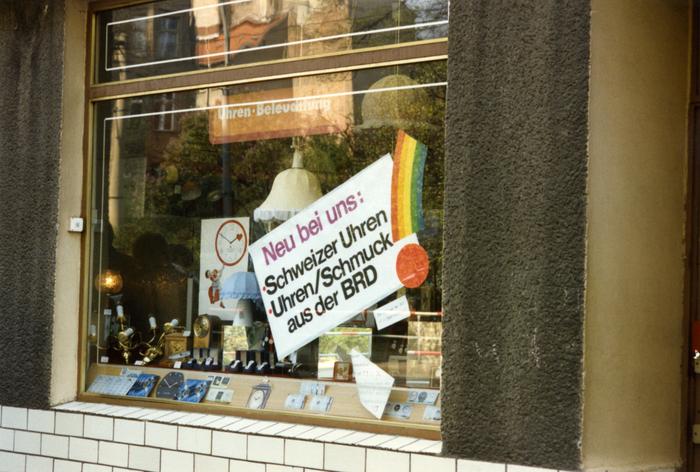 Uhren·Beleuchtung
Neu bei uns:
·Schweizer Uhren
·Uhren/Schmuck
aus der BRD